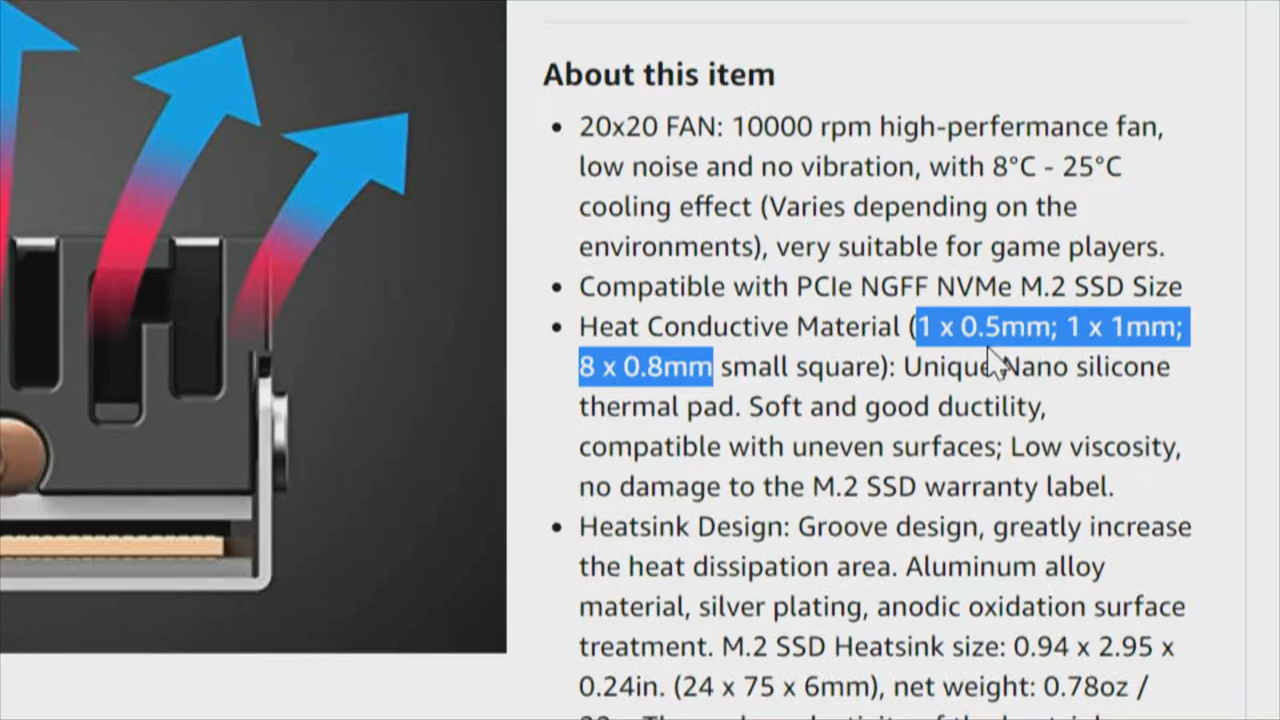 About this item
20x20 FAN: 10000 rpm high-perfermance fan,
low noise and no vibration, with 8°C - 25°C
cooling effect (Varies depending on the
environments), very suitable for game players.
Compatible with PCIe NGFF NVMe M.2 SSD Size
Heat Conductive Material (1 x 0.5mm; 1 x 1mm;
8 x 0.8mm small square): Unique Nano silicone
thermal pad. Soft and good ductility,
compatible with uneven surfaces; Low viscosity,
no damage to the M.2 SSD warranty label.
Heatsink Design: Groove design, greatly increase
the heat dissipation area. Aluminum alloy
material, silver plating, anodic oxidation surface
treatment. M.2 SSD Heatsink size: 0.94 x 2.95 x
0.24in. (24 x 75 x 6mm), net weight: 0.78oz /